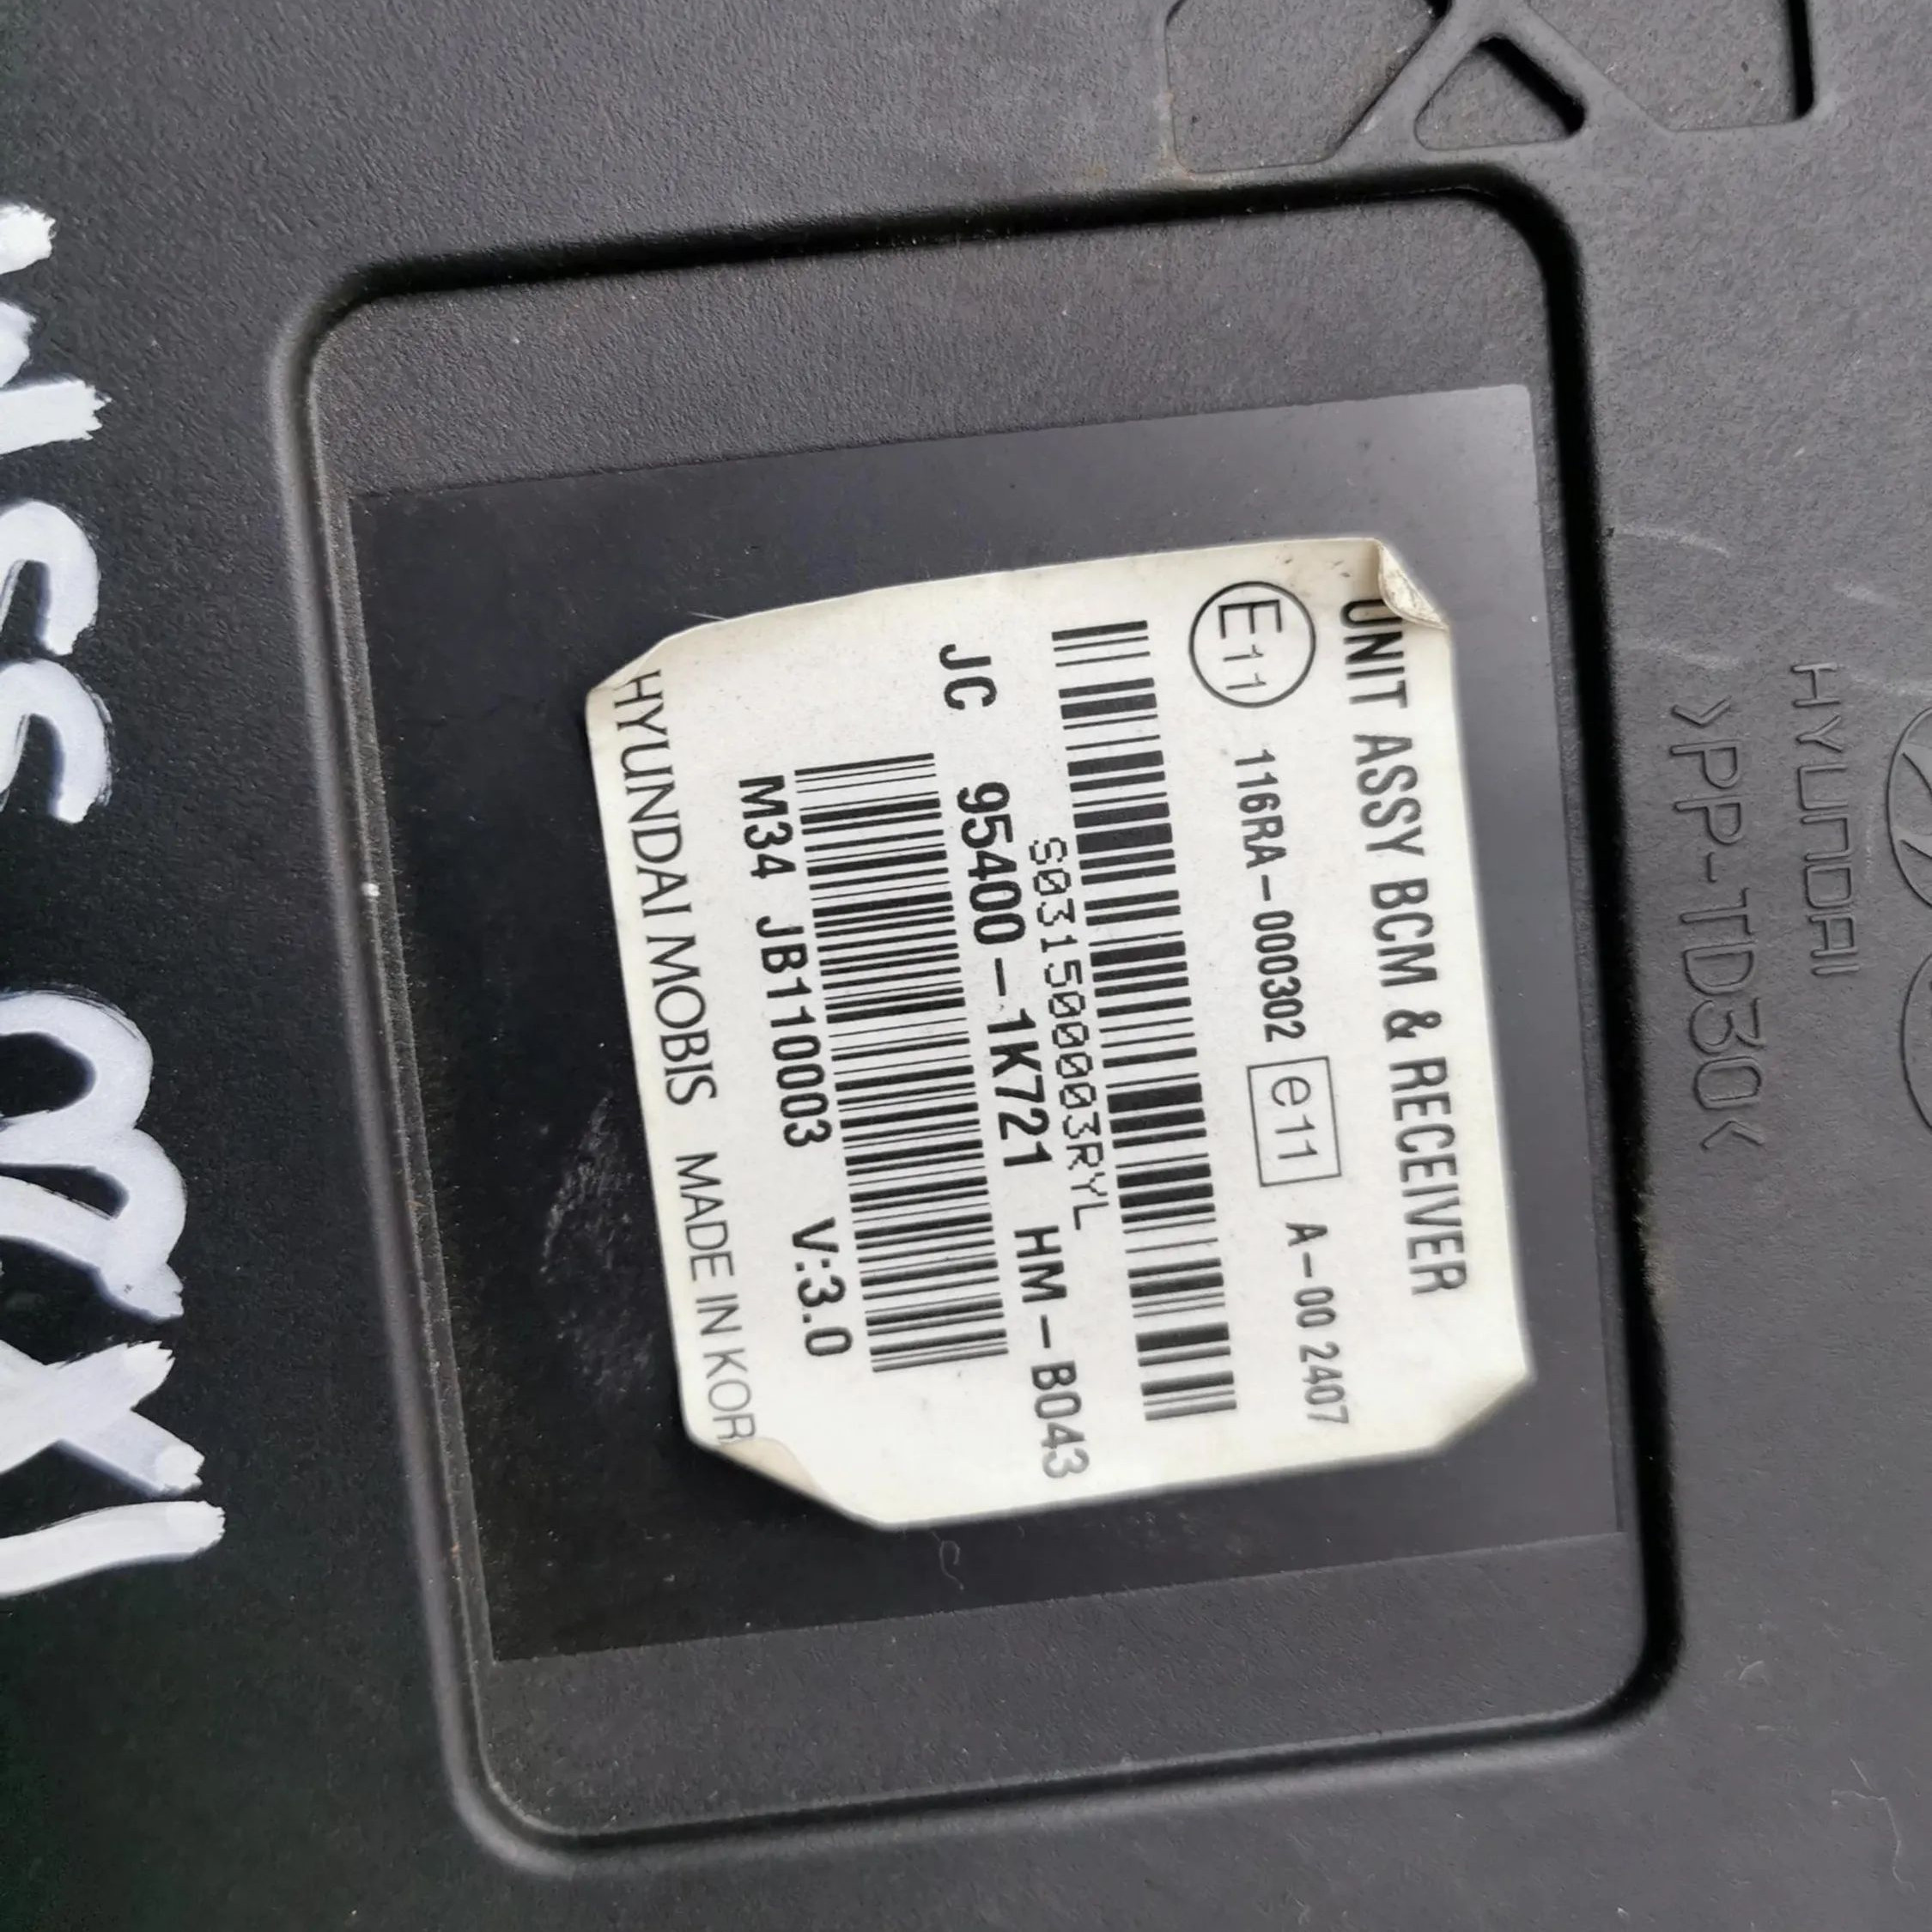 UNIT ASSY BCM & RECEIVER
E11 116RA-000302 e11 A-00 2407
S03150003RYL
JC 95400-1K721 HM-B043
M34 JB110003 V:3.0
HYUNDAI MOBIS MADE IN KOR
HYUNDAI
>PP-TD30<